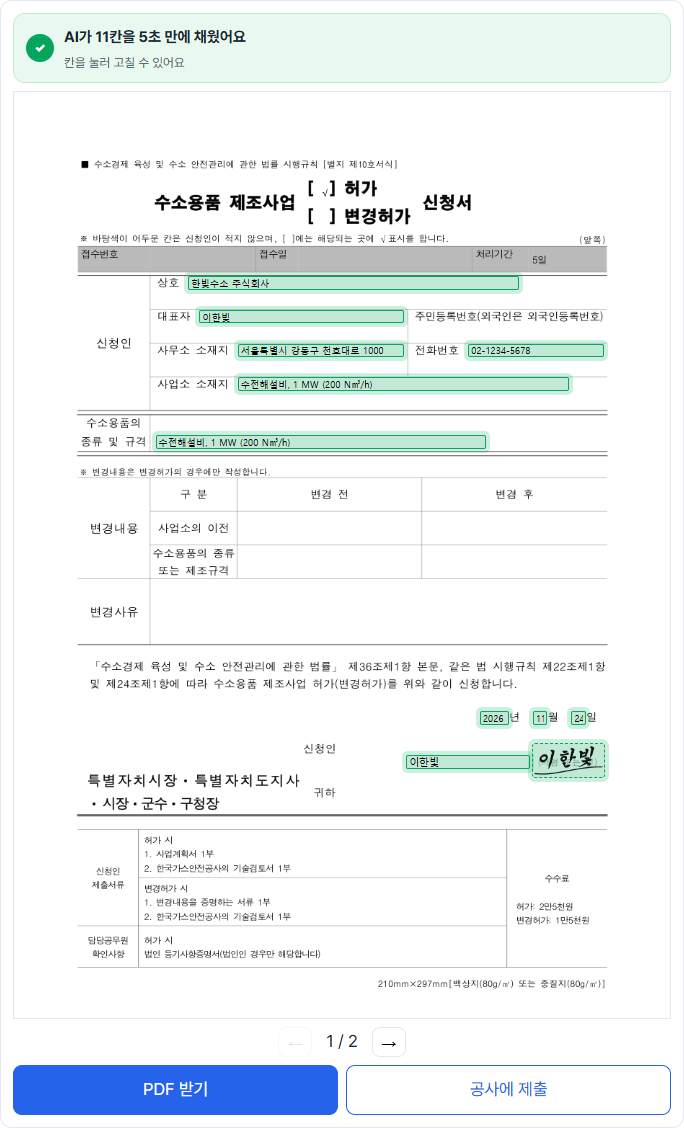 AI가 11칸을 5초 만에 채웠어요
칸을 눌러 고칠 수 있어요
■ 수소경제 육성 및 수소 안전관리에 관한 법률 시행규칙 [별지 제10호서식]
수소용품 제조사업 [ √] 허가 [ ] 변경허가 신청서
※ 바탕색이 어두운 칸은 신청인이 적지 않으며, [ ]에는 해당되는 곳에 √표시를 합니다. (앞쪽)
접수번호 접수일 처리기간 5일
신청인
상호 한빛수소 주식회사
대표자 이한빛 주민등록번호(외국인은 외국인등록번호)
사무소 소재지 서울특별시 강동구 천호대로 1000 전화번호 02-1234-5678
사업소 소재지 수전해설비, 1 MW (200 N㎥/h)
수소용품의
종류 및 규격 수전해설비, 1 MW (200 N㎥/h)
※ 변경내용은 변경허가의 경우에만 작성합니다.
변경내용
구 분 변경 전 변경 후
사업소의 이전
수소용품의 종류
또는 제조규격
변경사유
「수소경제 육성 및 수소 안전관리에 관한 법률」 제36조제1항 본문, 같은 법 시행규칙 제22조제1항
및 제24조제1항에 따라 수소용품 제조사업 허가(변경허가)를 위와 같이 신청합니다.
2026년 11월 24일
신청인 이한빛 이한빛
특별자치시장・특별자치도지사
・시장・군수・구청장 귀하
신청인
제출서류
허가 시
1. 사업계획서 1부
2. 한국가스안전공사의 기술검토서 1부
변경허가 시
1. 변경내용을 증명하는 서류 1부
2. 한국가스안전공사의 기술검토서 1부
수수료
허가: 2만5천원
변경허가: 1만5천원
담당공무원
확인사항
허가 시
법인 등기사항증명서(법인인 경우만 해당합니다)
210mm×297mm[백상지(80g/㎡) 또는 중질지(80g/㎡)]
← 1 / 2 →
PDF 받기 공사에 제출